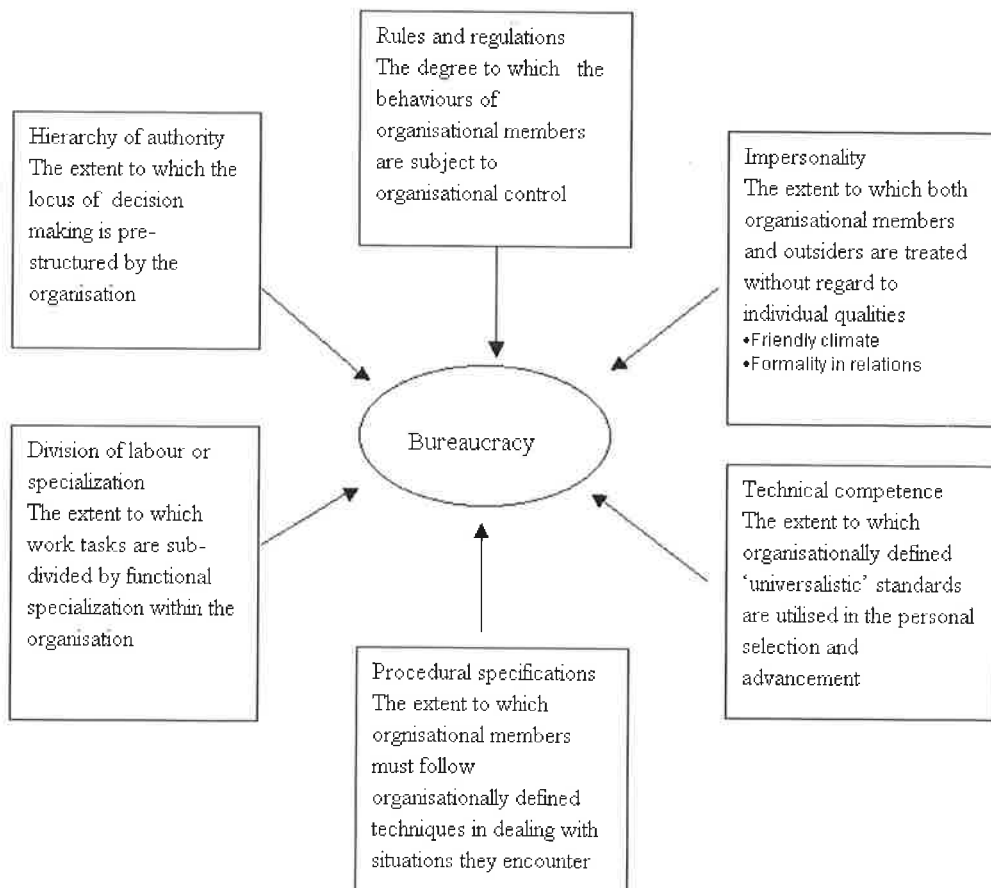 Rules and regulations
The degree to which the
behaviours of
organisational members
are subject to
organisational control
Hierarchy of authority
The extent to which the
locus of decision
making is pre-
structured by the
organisation
Impersonality
The extent to which both
organisational members
and outsiders are treated
without regard to
individual qualities
•Friendly climate
•Formality in relations
Bureaucracy
Division of labour or
specialization
The extent to which
work tasks are sub-
divided by functional
specialization within the
organisation
Technical competence
The extent to which
organisationally defined
‘universalistic’ standards
are utilised in the personal
selection and
advancement
Procedural specifications
The extent to which
orgnisational members
must follow
organisationally defined
techniques in dealing with
situations they encounter